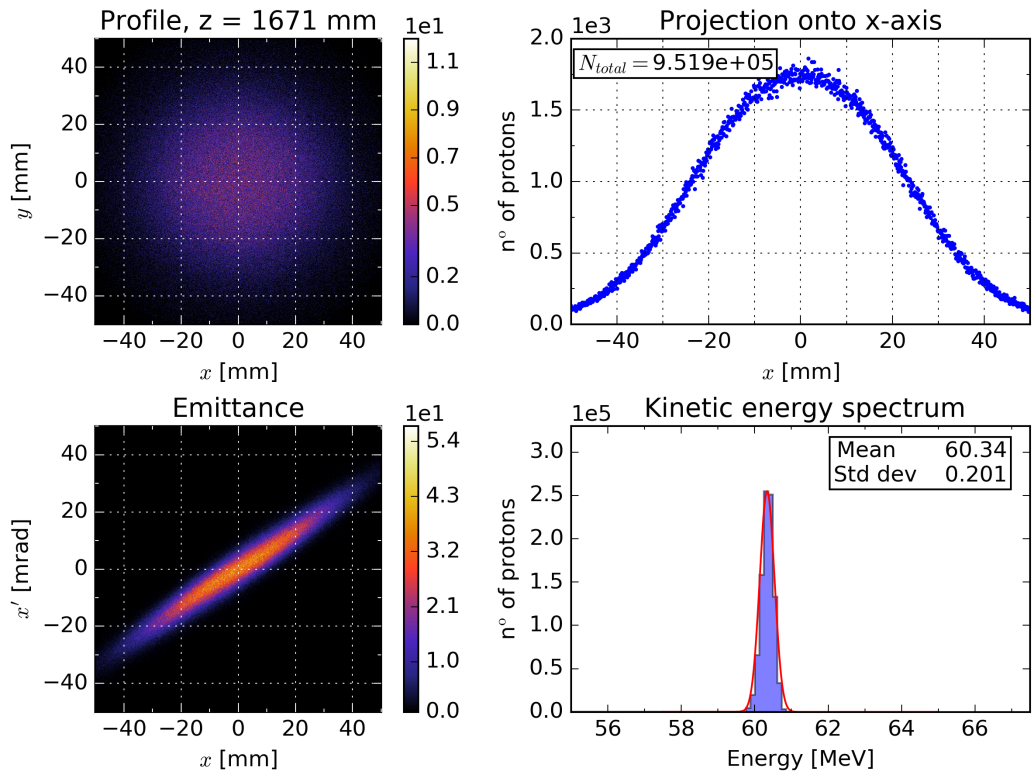 Profile, z = 1671 mm
1e1
40
20
0
−20
−40
y [mm]
−40 −20 0 20 40
x [mm]
1.1
0.9
0.7
0.5
0.2
0.0
Projection onto x-axis
1e3
N_total = 9.519e+05
2.0
1.5
1.0
0.5
0.0
nº of protons
−40 −20 0 20 40
x [mm]
Emittance
1e1
40
20
0
−20
−40
x′ [mrad]
−40 −20 0 20 40
x [mm]
5.4
4.3
3.2
2.1
1.0
0.0
Kinetic energy spectrum
1e5
Mean 60.34
Std dev 0.201
3.0
2.5
2.0
1.5
1.0
0.5
0.0
nº of protons
56 58 60 62 64 66
Energy [MeV]